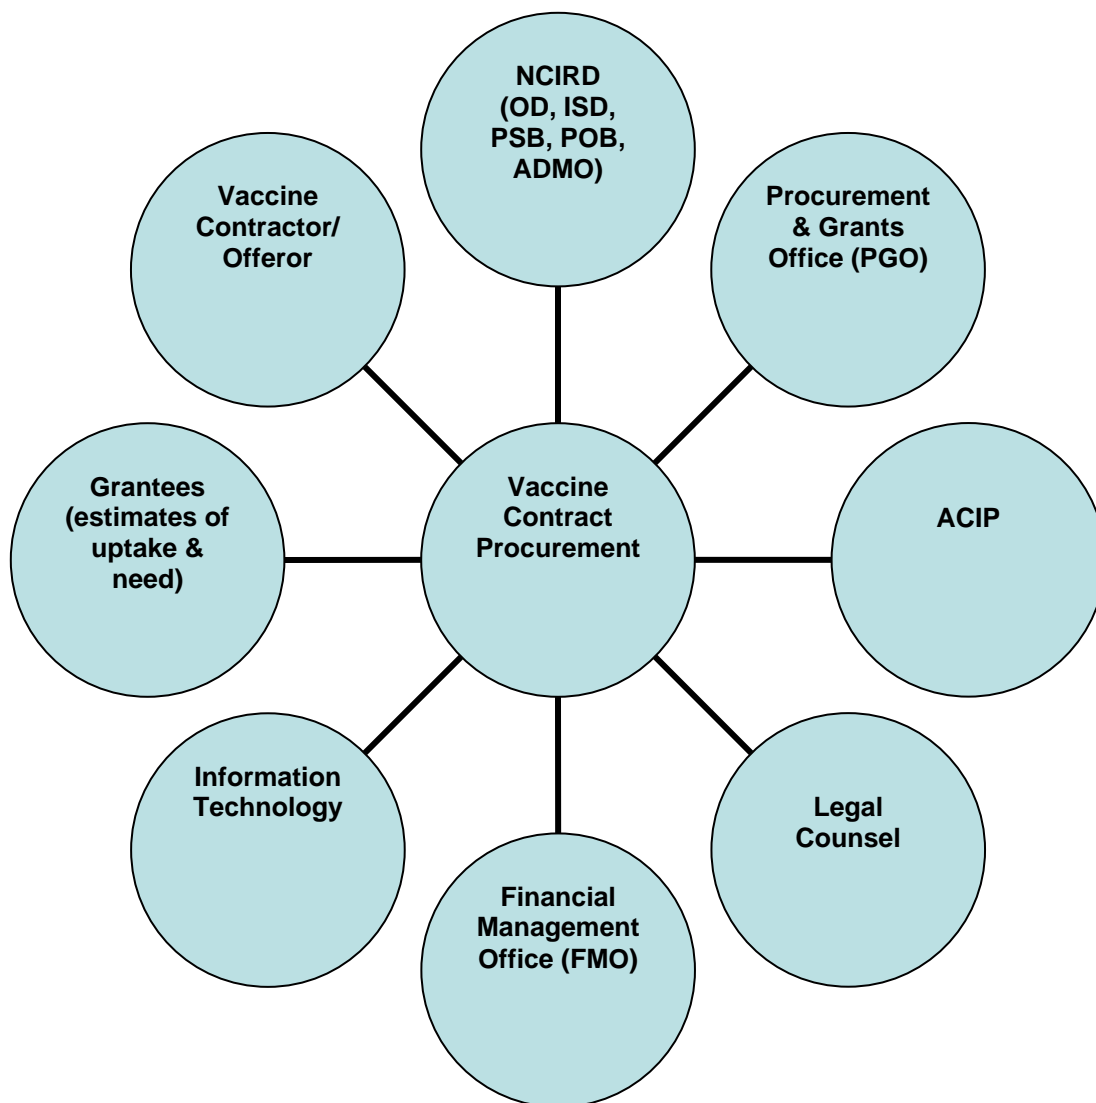 NCIRD
(OD, ISD,
PSB, POB,
ADMO)
Procurement
& Grants
Office (PGO)
ACIP
Legal
Counsel
Financial
Management
Office (FMO)
Information
Technology
Grantees
(estimates of
uptake &
need)
Vaccine
Contractor/
Offeror
Vaccine
Contract
Procurement